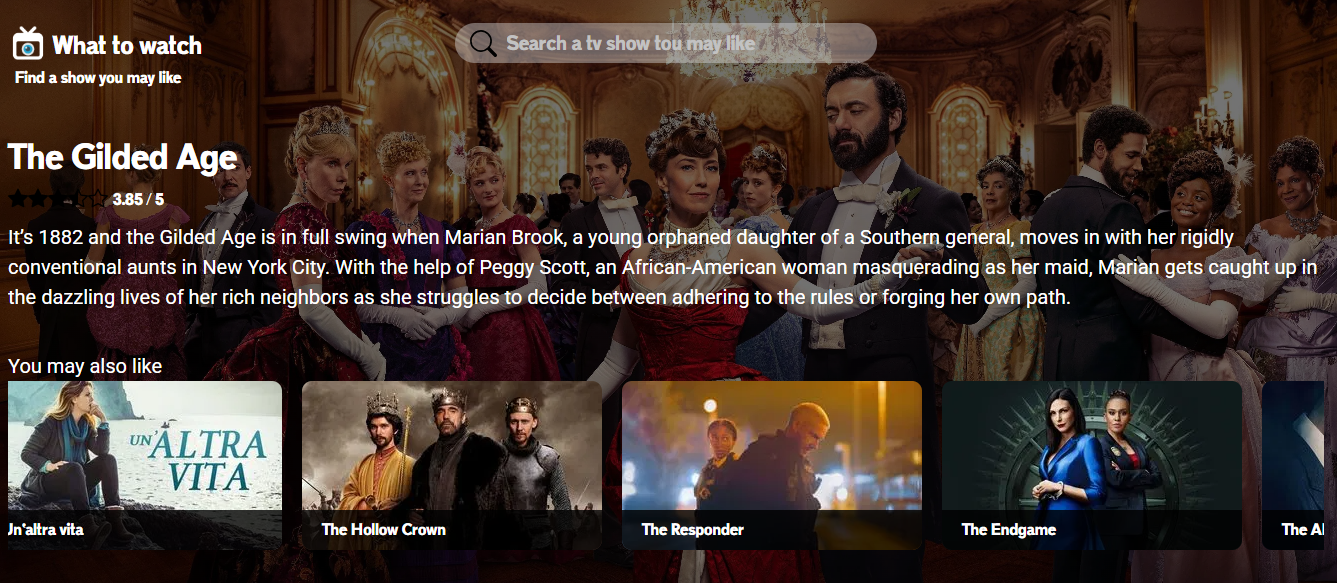 What to watch
Search a tv show tou may like
Find a show you may like
The Gilded Age
3.85 / 5
It's 1882 and the Gilded Age is in full swing when Marian Brook, a young orphaned daughter of a Southern general, moves in with her rigidly
conventional aunts in New York City. With the help of Peggy Scott, an African-American woman masquerading as her maid, Marian gets caught up in
the dazzling lives of her rich neighbors as she struggles to decide between adhering to the rules or forging her own path.
You may also like
UN'ALTRA
VITA
Un'altra vita
The Hollow Crown
The Responder
The Endgame
The